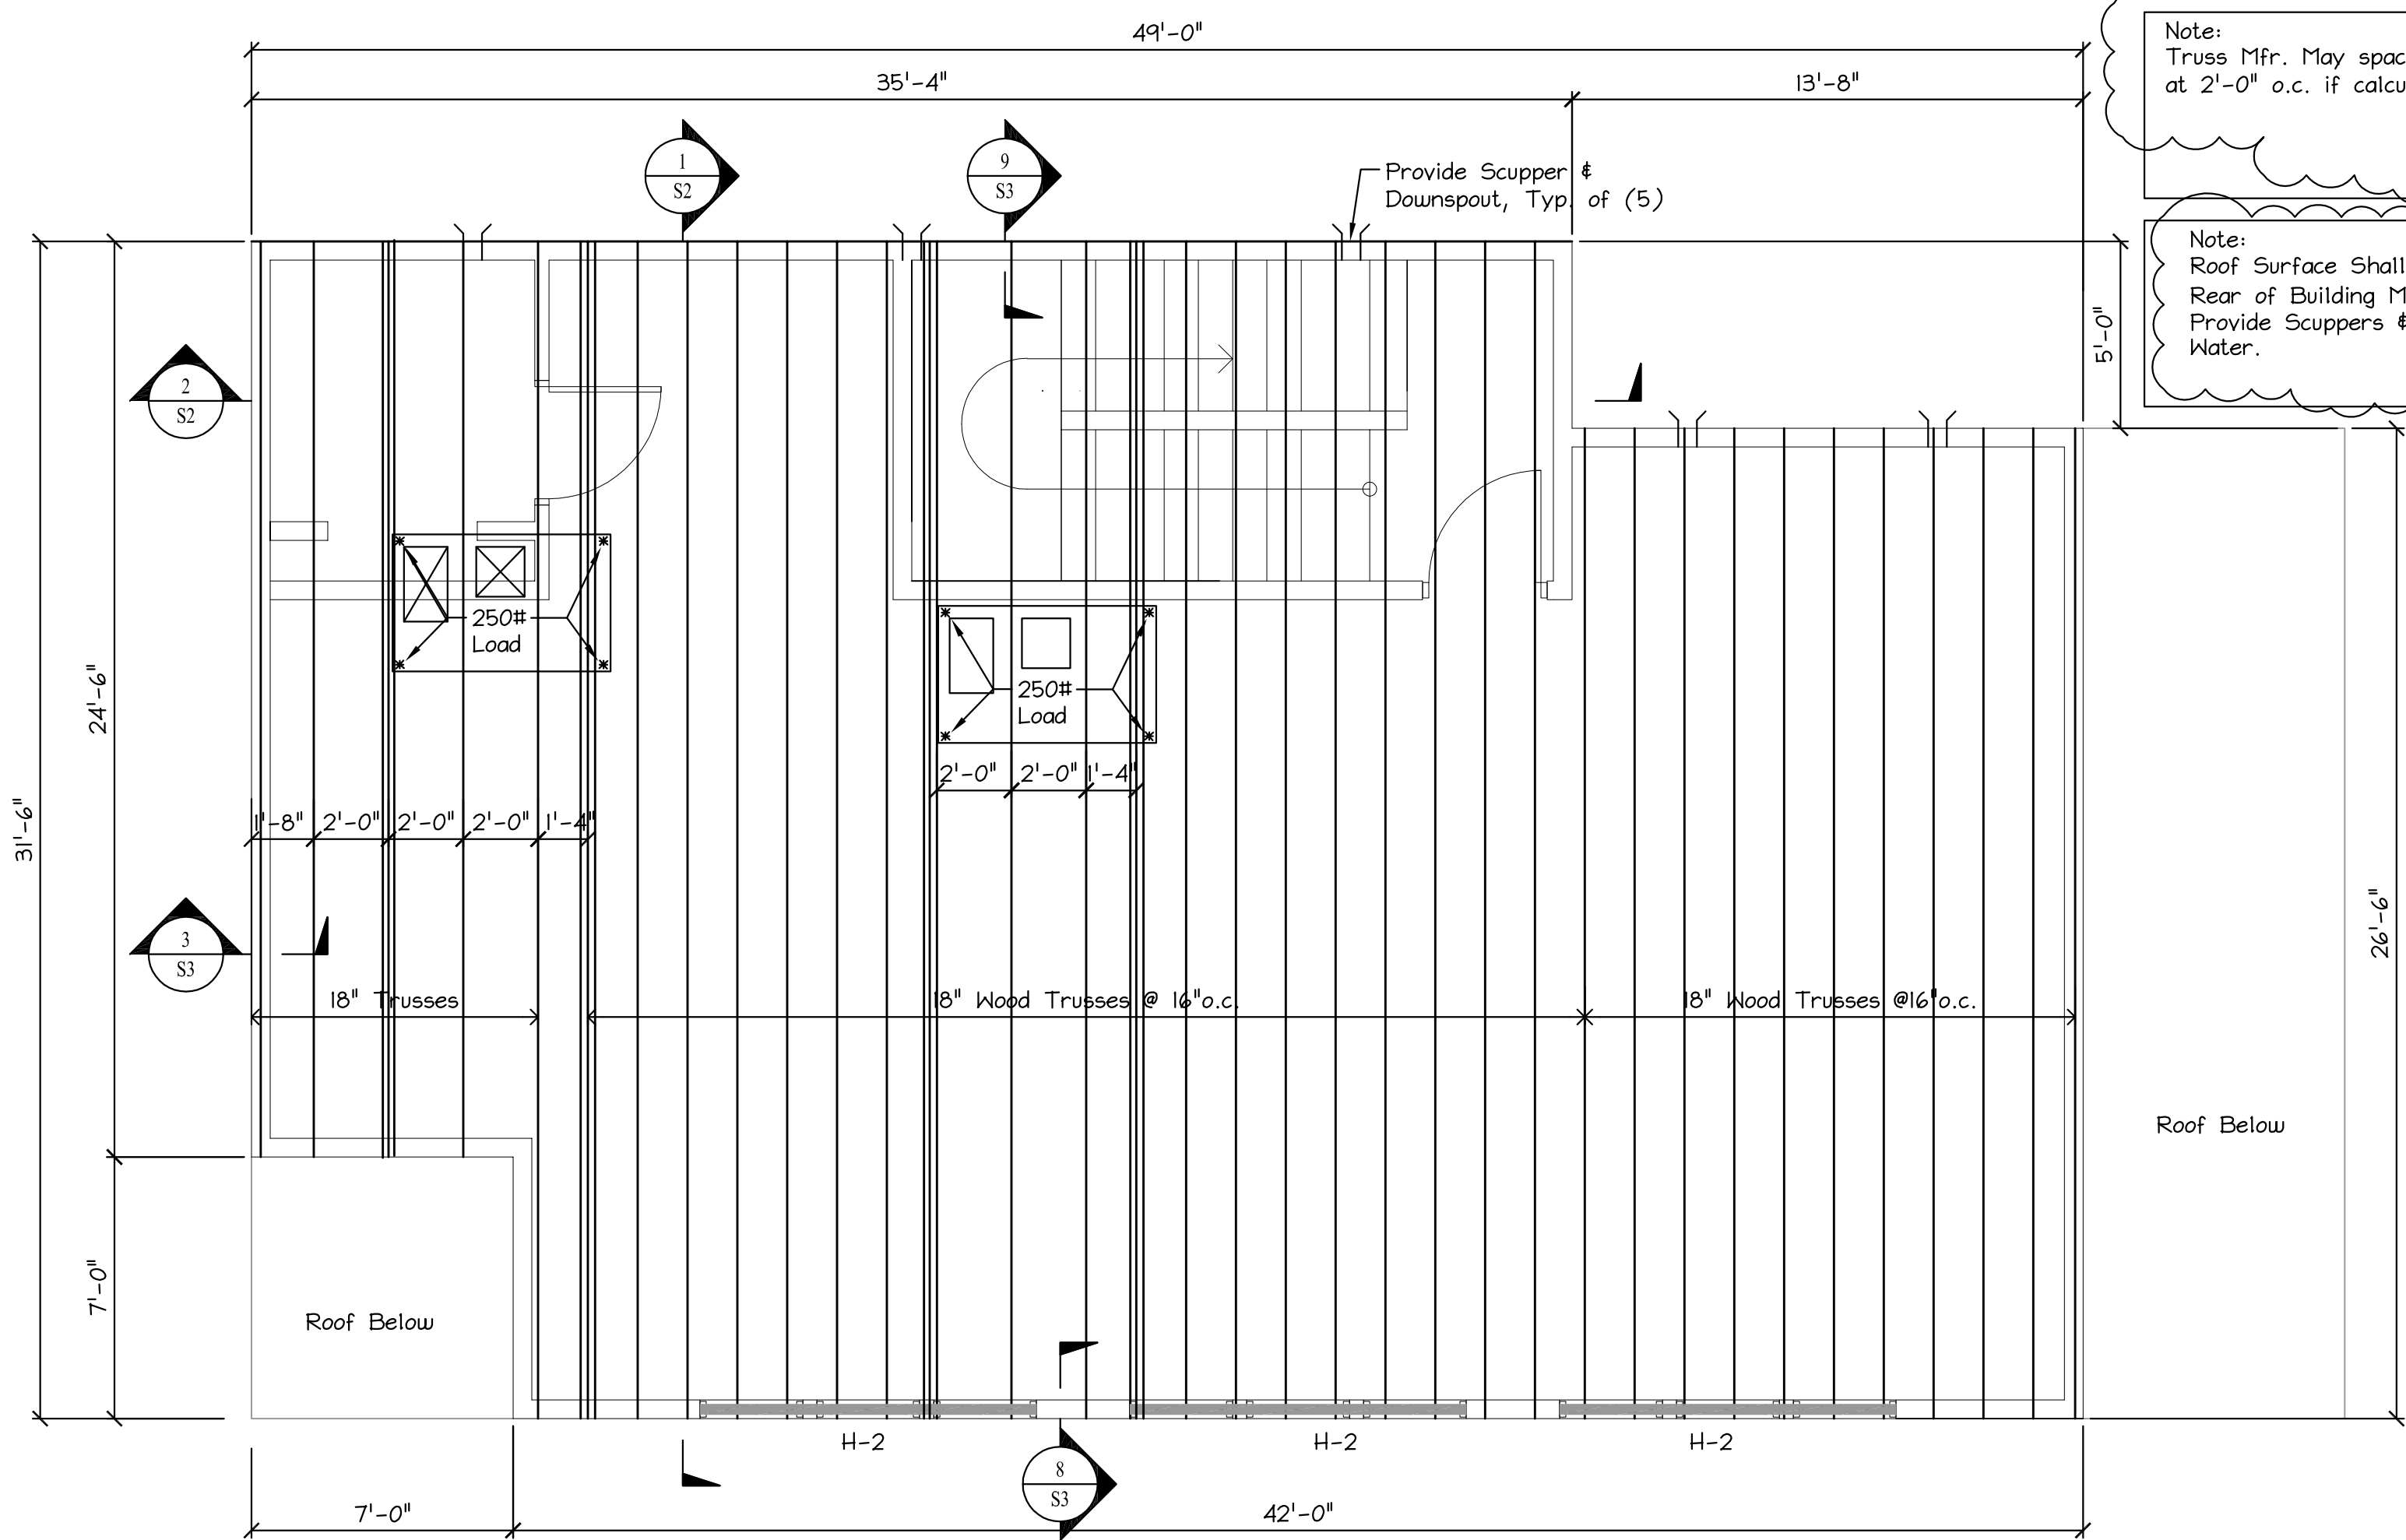 49'-0"
35'-4"
13'-8"
Note:
Truss Mfr. May spac
at 2'-0" o.c. if calcu
1
S2
9
S3
Provide Scupper &
Downspout, Typ. of (5)
Note:
Roof Surface Shall
Rear of Building M
Provide Scuppers &
Water.
5'-0"
2
S2
250#
Load
250#
Load
24'-6"
31'-6"
2'-0"
2'-0"
1'-4"
1'-8"
2'-0"
2'-0"
2'-0"
1'-4"
3
S3
26'-6"
18" Trusses
18" Wood Trusses @ 16"o.c.
18" Wood Trusses @16"o.c.
Roof Below
7'-0"
Roof Below
H-2
H-2
H-2
8
S3
7'-0"
42'-0"